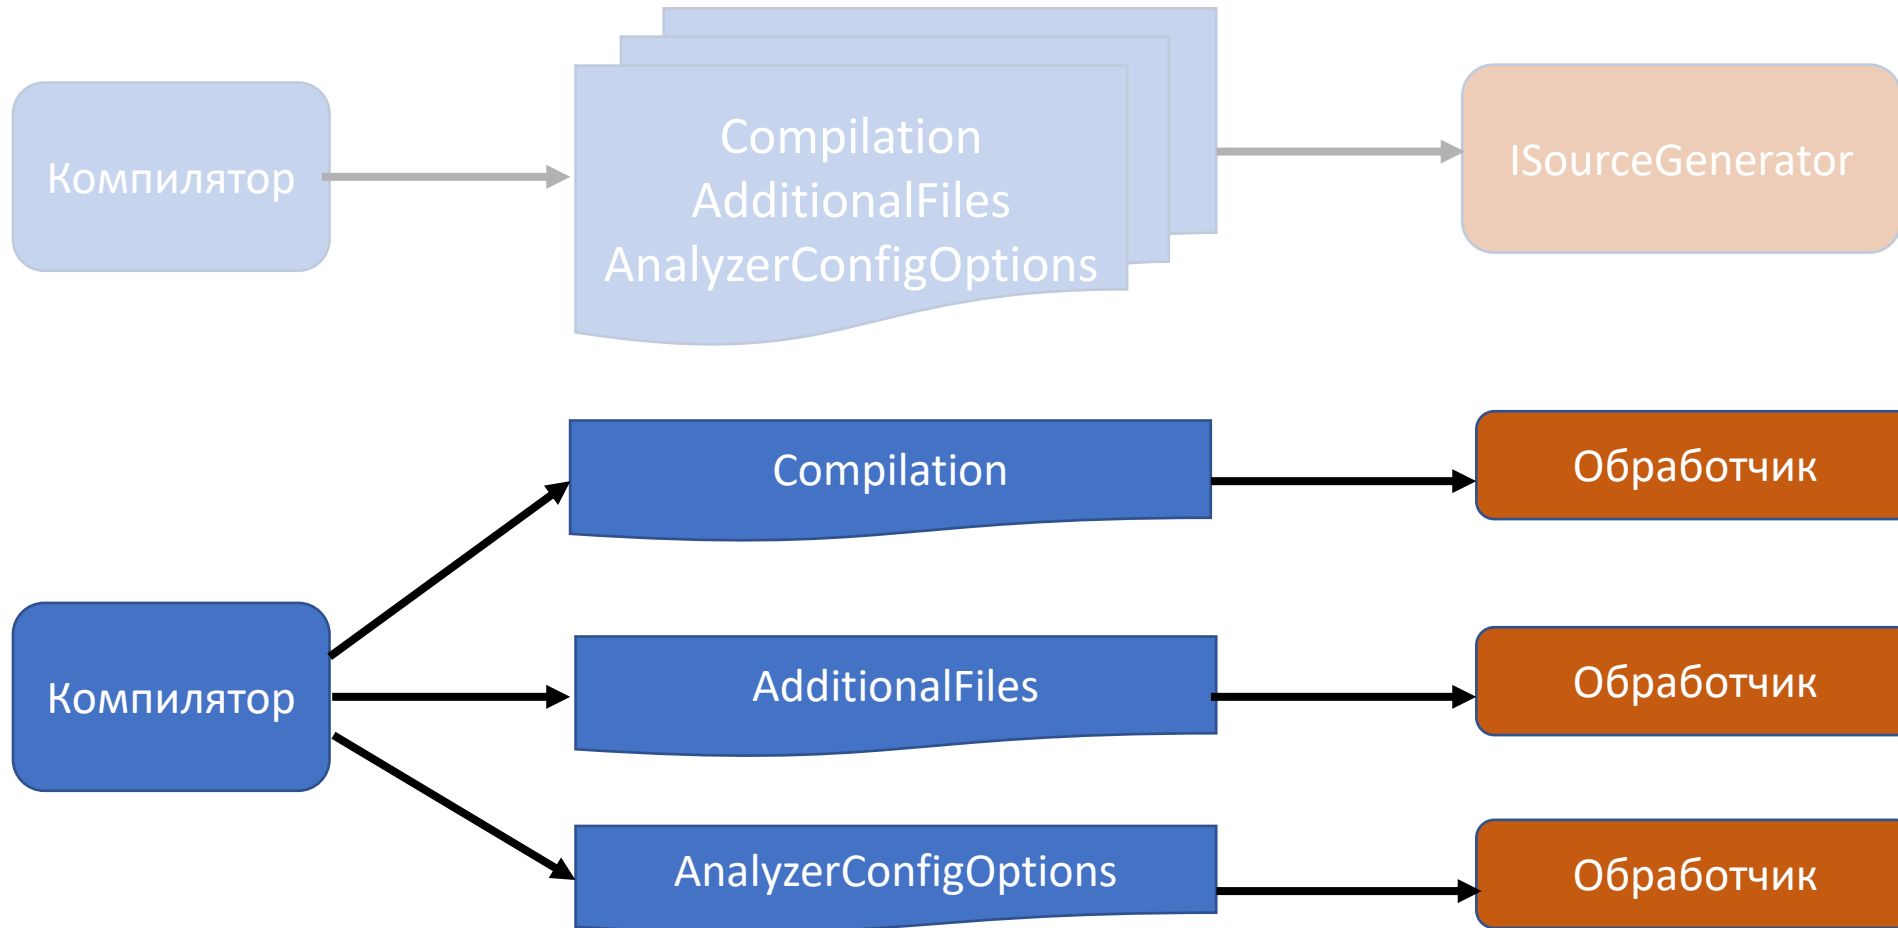 Компилятор
Compilation
AdditionalFiles
AnalyzerConfigOptions
ISourceGenerator
Compilation
Обработчик
Компилятор
AdditionalFiles
Обработчик
AnalyzerConfigOptions
Обработчик